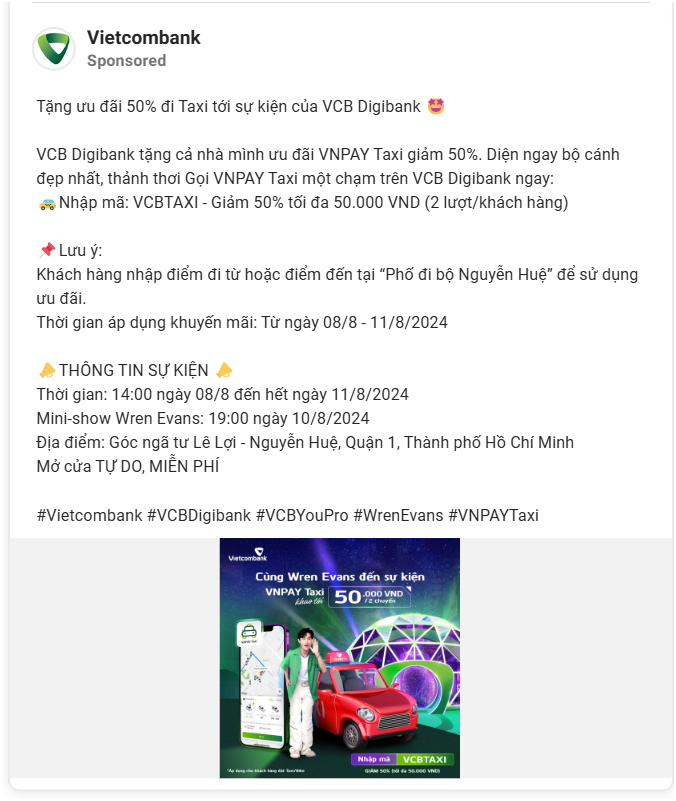 Vietcombank
Sponsored
Tặng ưu đãi 50% đi Taxi tới sự kiện của VCB Digibank 🤩
VCB Digibank tặng cả nhà mình ưu đãi VNPAY Taxi giảm 50%. Diện ngay bộ cánh
đẹp nhất, thảnh thơi Gọi VNPAY Taxi một chạm trên VCB Digibank ngay:
🚕Nhập mã: VCBTAXI - Giảm 50% tối đa 50.000 VND (2 lượt/khách hàng)
📌Lưu ý:
Khách hàng nhập điểm đi từ hoặc điểm đến tại “Phố đi bộ Nguyễn Huệ” để sử dụng
ưu đãi.
Thời gian áp dụng khuyến mãi: Từ ngày 08/8 - 11/8/2024
📣THÔNG TIN SỰ KIỆN 📣
Thời gian: 14:00 ngày 08/8 đến hết ngày 11/8/2024
Mini-show Wren Evans: 19:00 ngày 10/8/2024
Địa điểm: Góc ngã tư Lê Lợi - Nguyễn Huệ, Quận 1, Thành phố Hồ Chí Minh
Mở cửa TỰ DO, MIỄN PHÍ
#Vietcombank #VCBDigibank #VCBYouPro #WrenEvans #VNPAYTaxi
Vietcombank
Cùng Wren Evans đến sự kiện
VNPAY Taxi
khao tới
50.000 VND
/ 2 chuyến
VNPAY TAXI
Nhập mã VCBTAXI
GIẢM 50% (tối đa 50.000 VND)
*Áp dụng cho khách hàng đặt Taxi